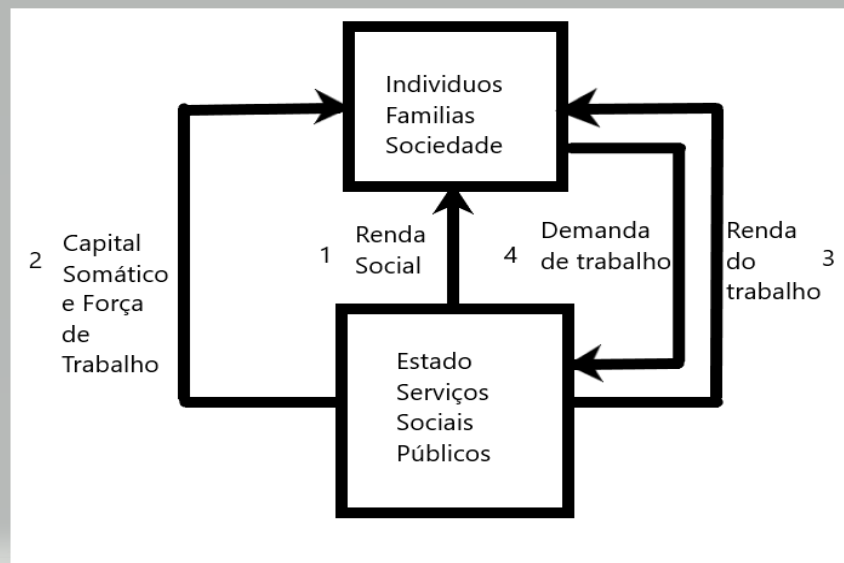 Individuos
Familias
Sociedade
2
Capital
Somático
e Força
de
Trabalho
1
Renda
Social
4
Demanda
de trabalho
Renda
do
trabalho
3
Estado
Serviços
Sociais
Públicos